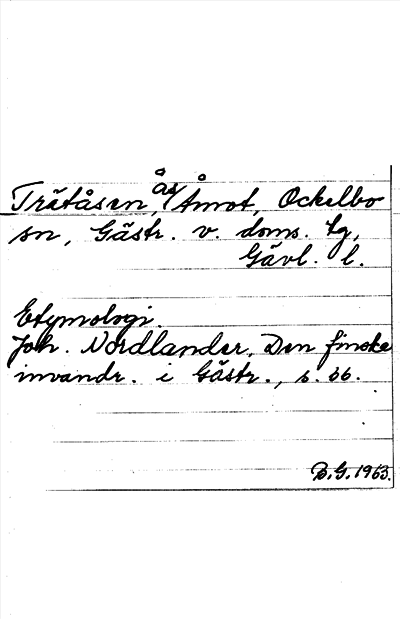 Trätåsen, ås/Åmot, Ockelbo
sn, Gästr. v. doms. tg,
Gävl. l.
Etymologi.
Joh. Nordlander, Den finska
invandr. i Gästr., s. 36.
B.G. 1963.